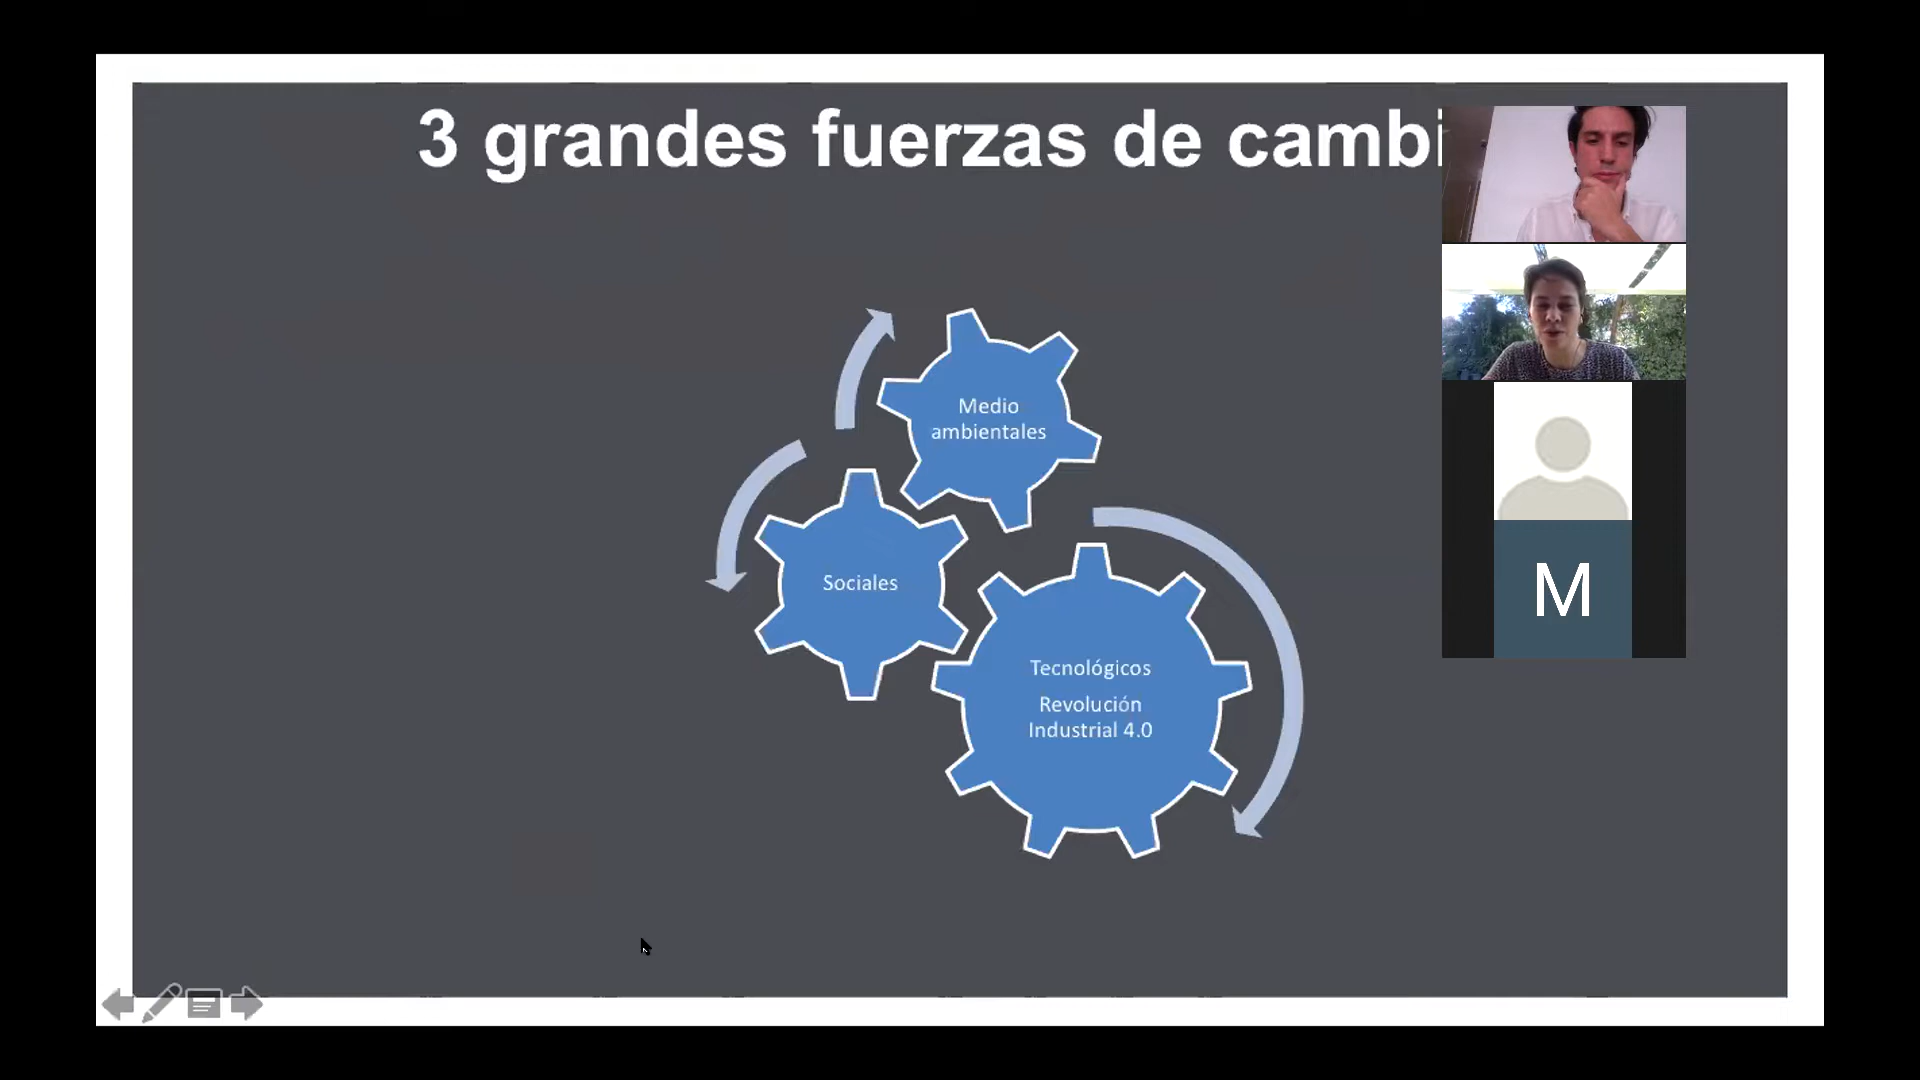 3 grandes fuerzas de cambi
Medio
ambientales
Sociales
Tecnológicos
Revolución
Industrial 4.0
M